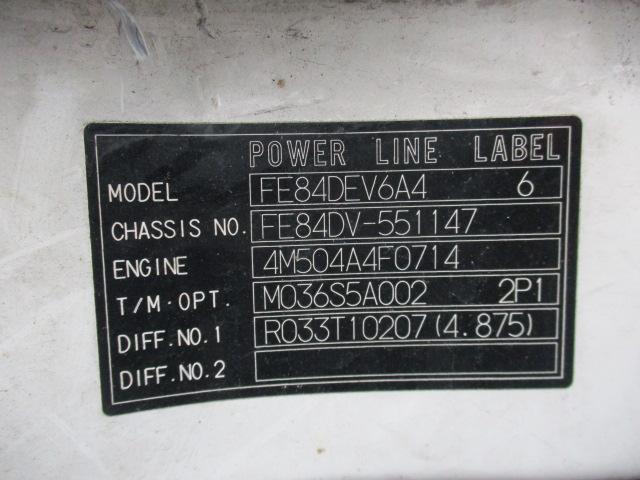 POWER LINE LABEL
MODEL FE84DEV6A4 6
CHASSIS NO. FE84DV-551147
ENGINE 4M504A4F0714
T/M.OPT. M036S5A002 2P1
DIFF.NO.1 R033T10207(4.875)
DIFF.NO.2